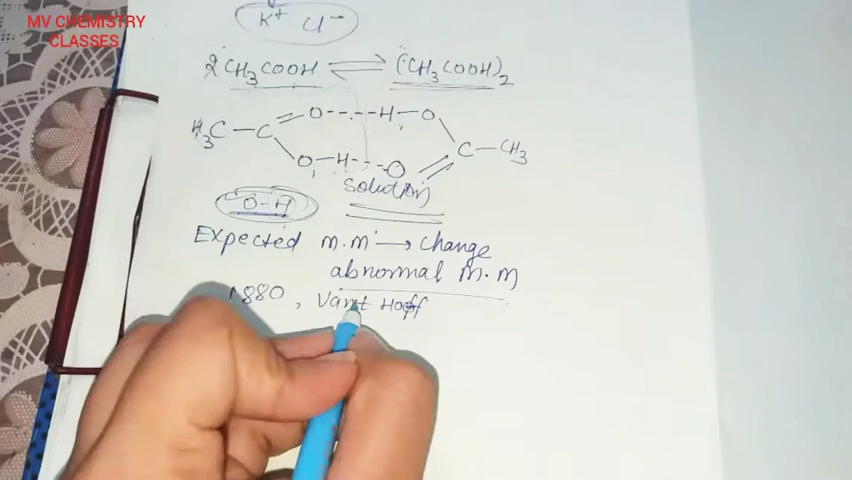 MV CHEMISTRY
CLASSES
K+ Cl-
2CH3COOH ⇌ (CH3COOH)2
H3C-C=O-----H-O
C-CH3
O-H---O
solution
O-H
Expected m.m → change
abnormal M.M
1880, Vant Hoff